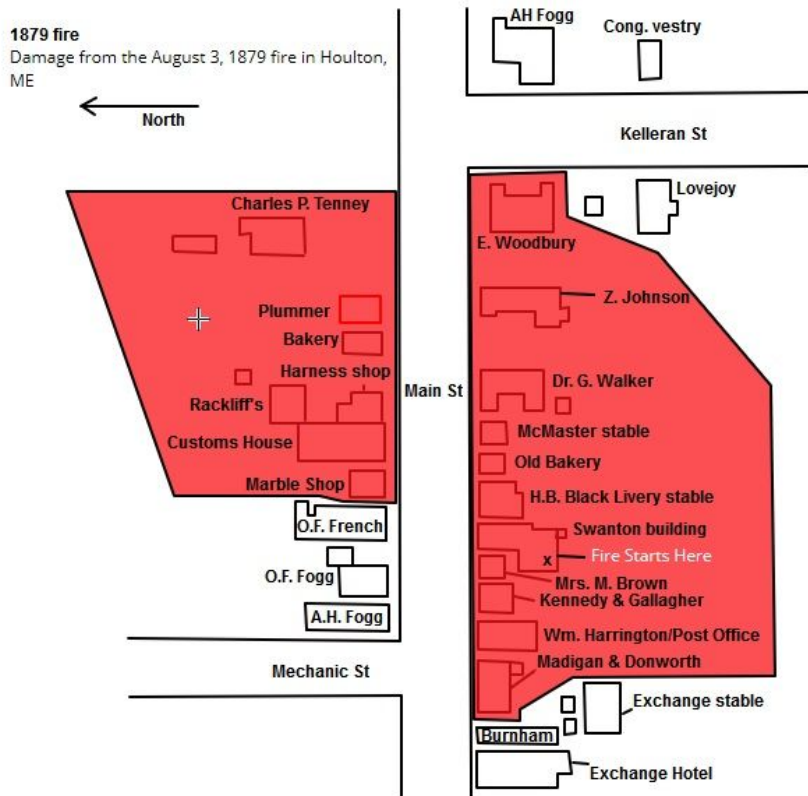 1879 fire
Damage from the August 3, 1879 fire in Houlton,
ME
North
AH Fogg
Cong. vestry
Kelleran St
Lovejoy
Charles P. Tenney
E. Woodbury
Plummer
Z. Johnson
Bakery
Harness shop
Main St
Dr. G. Walker
Rackliff's
McMaster stable
Customs House
Old Bakery
Marble Shop
H.B. Black Livery stable
O.F. French
Swanton building
x
Fire Starts Here
O.F. Fogg
Mrs. M. Brown
Kennedy & Gallagher
A.H. Fogg
Wm. Harrington/Post Office
Mechanic St
Madigan & Donworth
Exchange stable
Burnham
Exchange Hotel